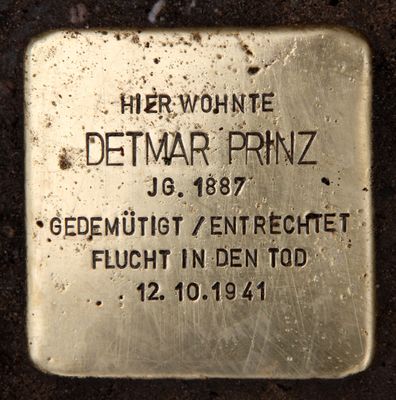 HIER WOHNTE
DETMAR PRINZ
JG. 1887
GEDEMÜTIGT / ENTRECHTET
FLUCHT IN DEN TOD
12.10.1941